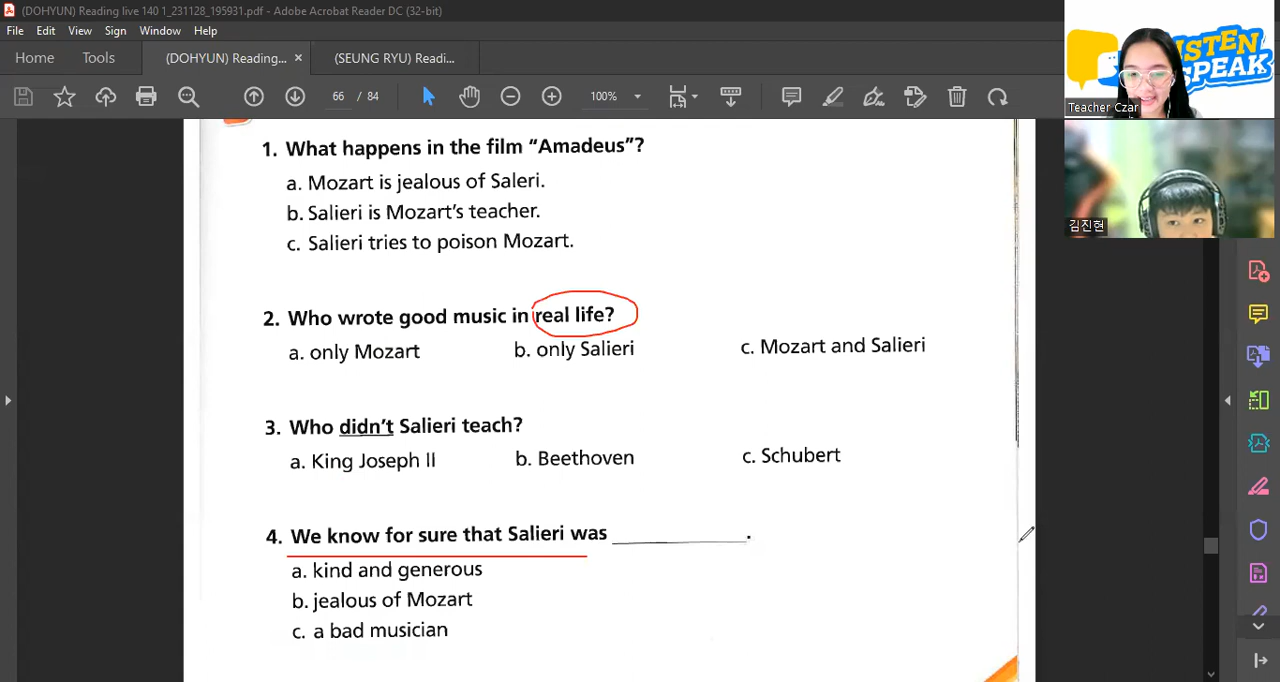 (DOHYUN) Reading live 140 1_231128_195931.pdf - Adobe Acrobat Reader DC (32-bit)
File Edit View Sign Window Help
Home Tools (DOHYUN) Reading... × (SEUNG RYU) Readi...
66 / 84 100%
1. What happens in the film “Amadeus”?
a. Mozart is jealous of Saleri.
b. Salieri is Mozart’s teacher.
c. Salieri tries to poison Mozart.
2. Who wrote good music in real life?
a. only Mozart b. only Salieri c. Mozart and Salieri
3. Who didn’t Salieri teach?
a. King Joseph II b. Beethoven c. Schubert
4. We know for sure that Salieri was ____________.
a. kind and generous
b. jealous of Mozart
c. a bad musician
ISTEN
SPEAK
Teacher Czar
김진현